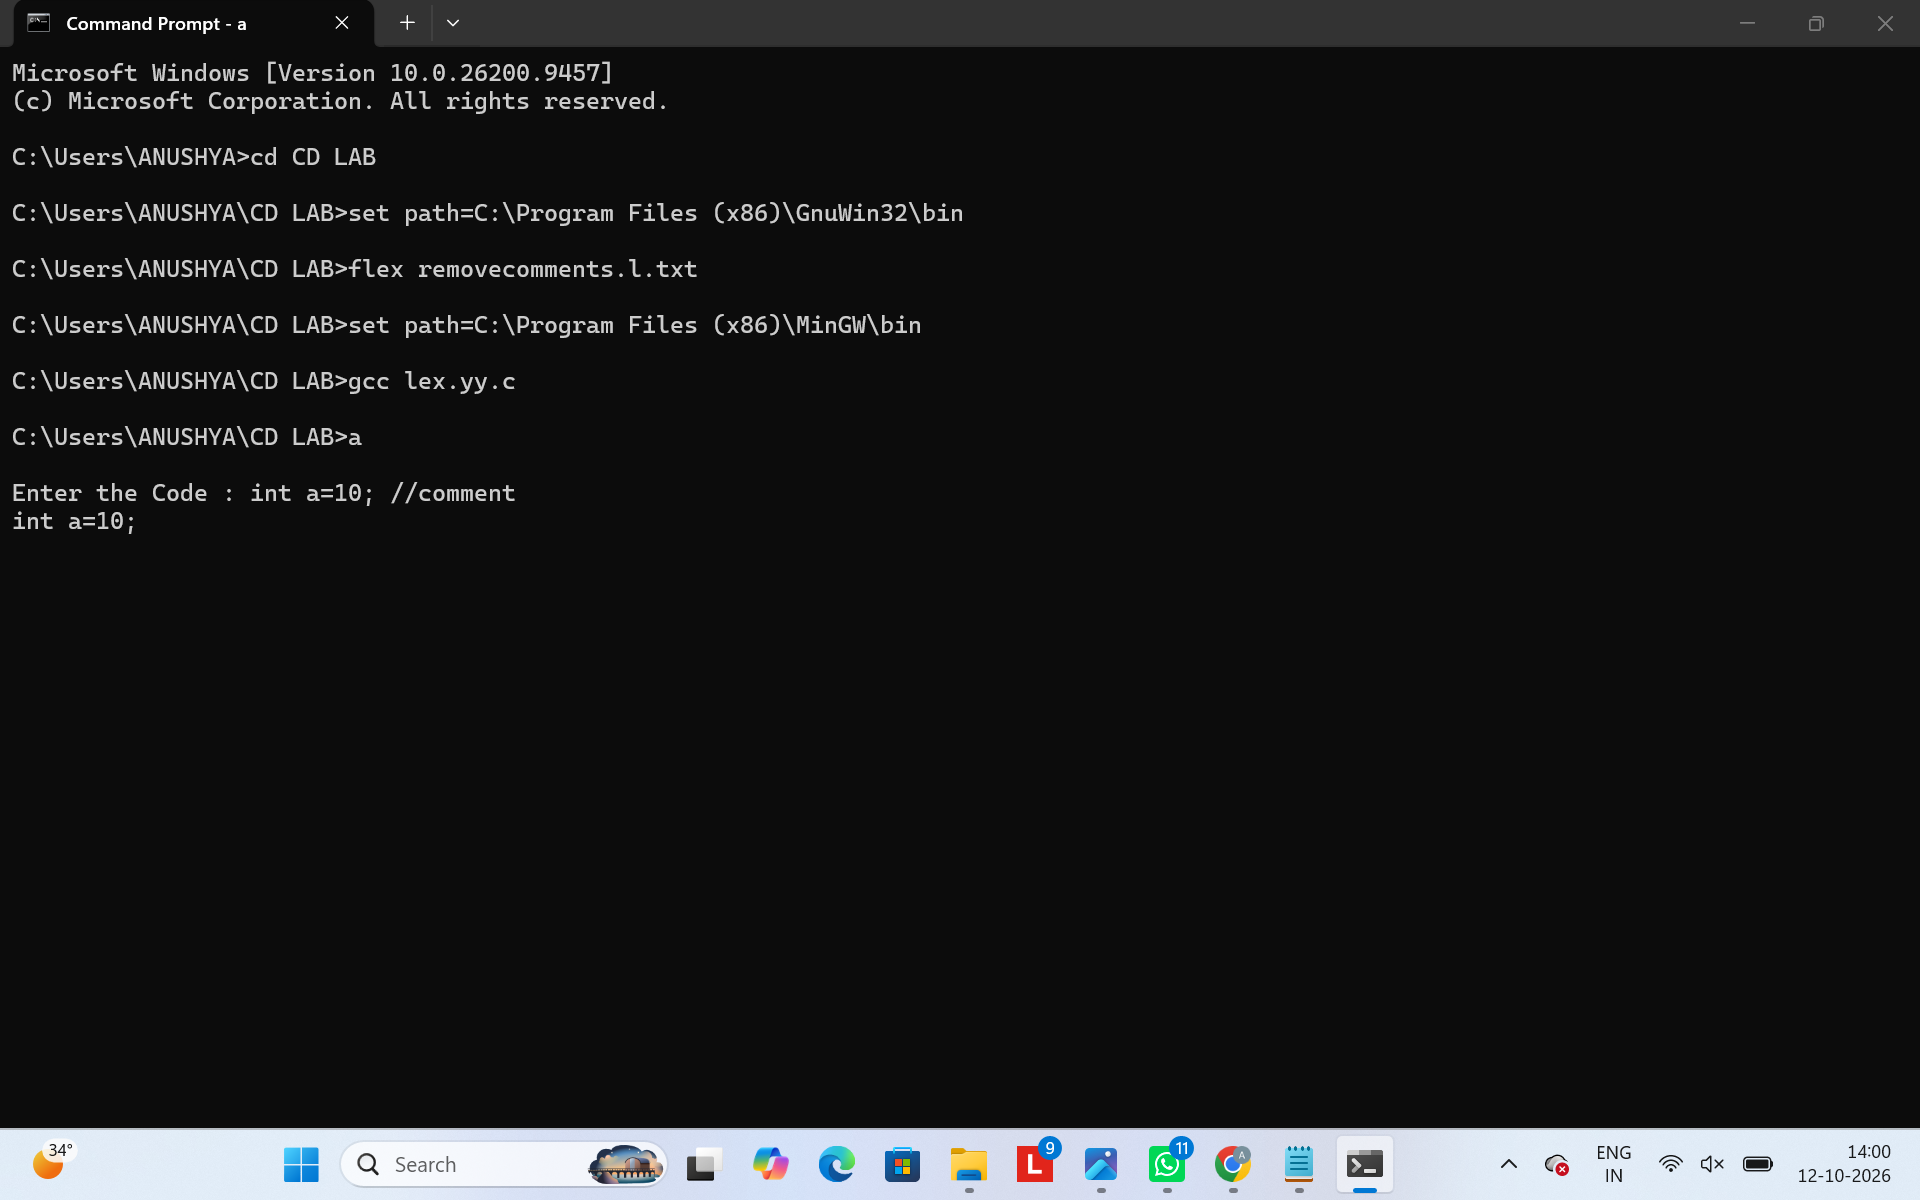 Command Prompt - a
Microsoft Windows [Version 10.0.26200.9457]
(c) Microsoft Corporation. All rights reserved.
C:\Users\ANUSHYA>cd CD LAB
C:\Users\ANUSHYA\CD LAB>set path=C:\Program Files (x86)\GnuWin32\bin
C:\Users\ANUSHYA\CD LAB>flex removecomments.l.txt
C:\Users\ANUSHYA\CD LAB>set path=C:\Program Files (x86)\MinGW\bin
C:\Users\ANUSHYA\CD LAB>gcc lex.yy.c
C:\Users\ANUSHYA\CD LAB>a
Enter the Code : int a=10; //comment
int a=10;
34°
Search
L
9
11
A
ENG
IN
14:00
12-10-2026